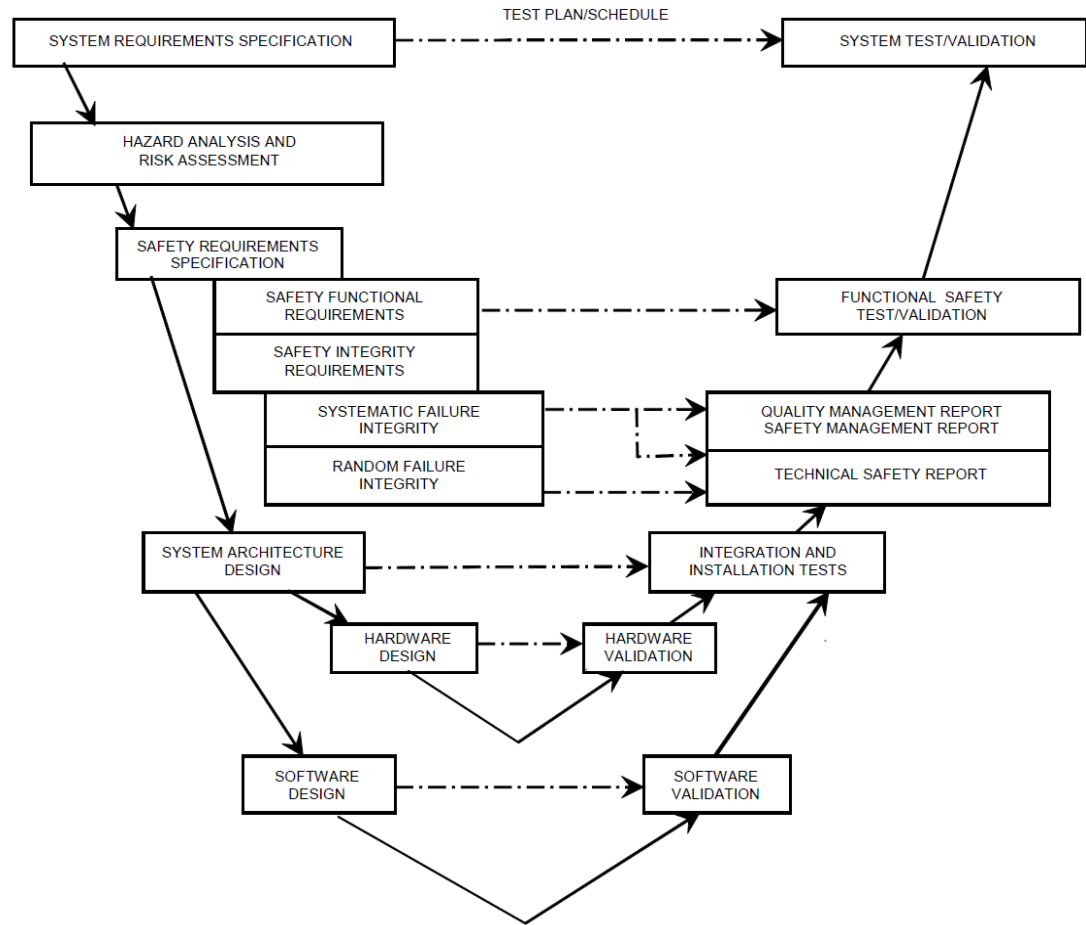 TEST PLAN/SCHEDULE
SYSTEM REQUIREMENTS SPECIFICATION
SYSTEM TEST/VALIDATION
HAZARD ANALYSIS AND
RISK ASSESSMENT
SAFETY REQUIREMENTS
SPECIFICATION
SAFETY FUNCTIONAL
REQUIREMENTS
FUNCTIONAL SAFETY
TEST/VALIDATION
SAFETY INTEGRITY
REQUIREMENTS
SYSTEMATIC FAILURE
INTEGRITY
QUALITY MANAGEMENT REPORT
SAFETY MANAGEMENT REPORT
RANDOM FAILURE
INTEGRITY
TECHNICAL SAFETY REPORT
SYSTEM ARCHITECTURE
DESIGN
INTEGRATION AND
INSTALLATION TESTS
HARDWARE
DESIGN
HARDWARE
VALIDATION
SOFTWARE
DESIGN
SOFTWARE
VALIDATION